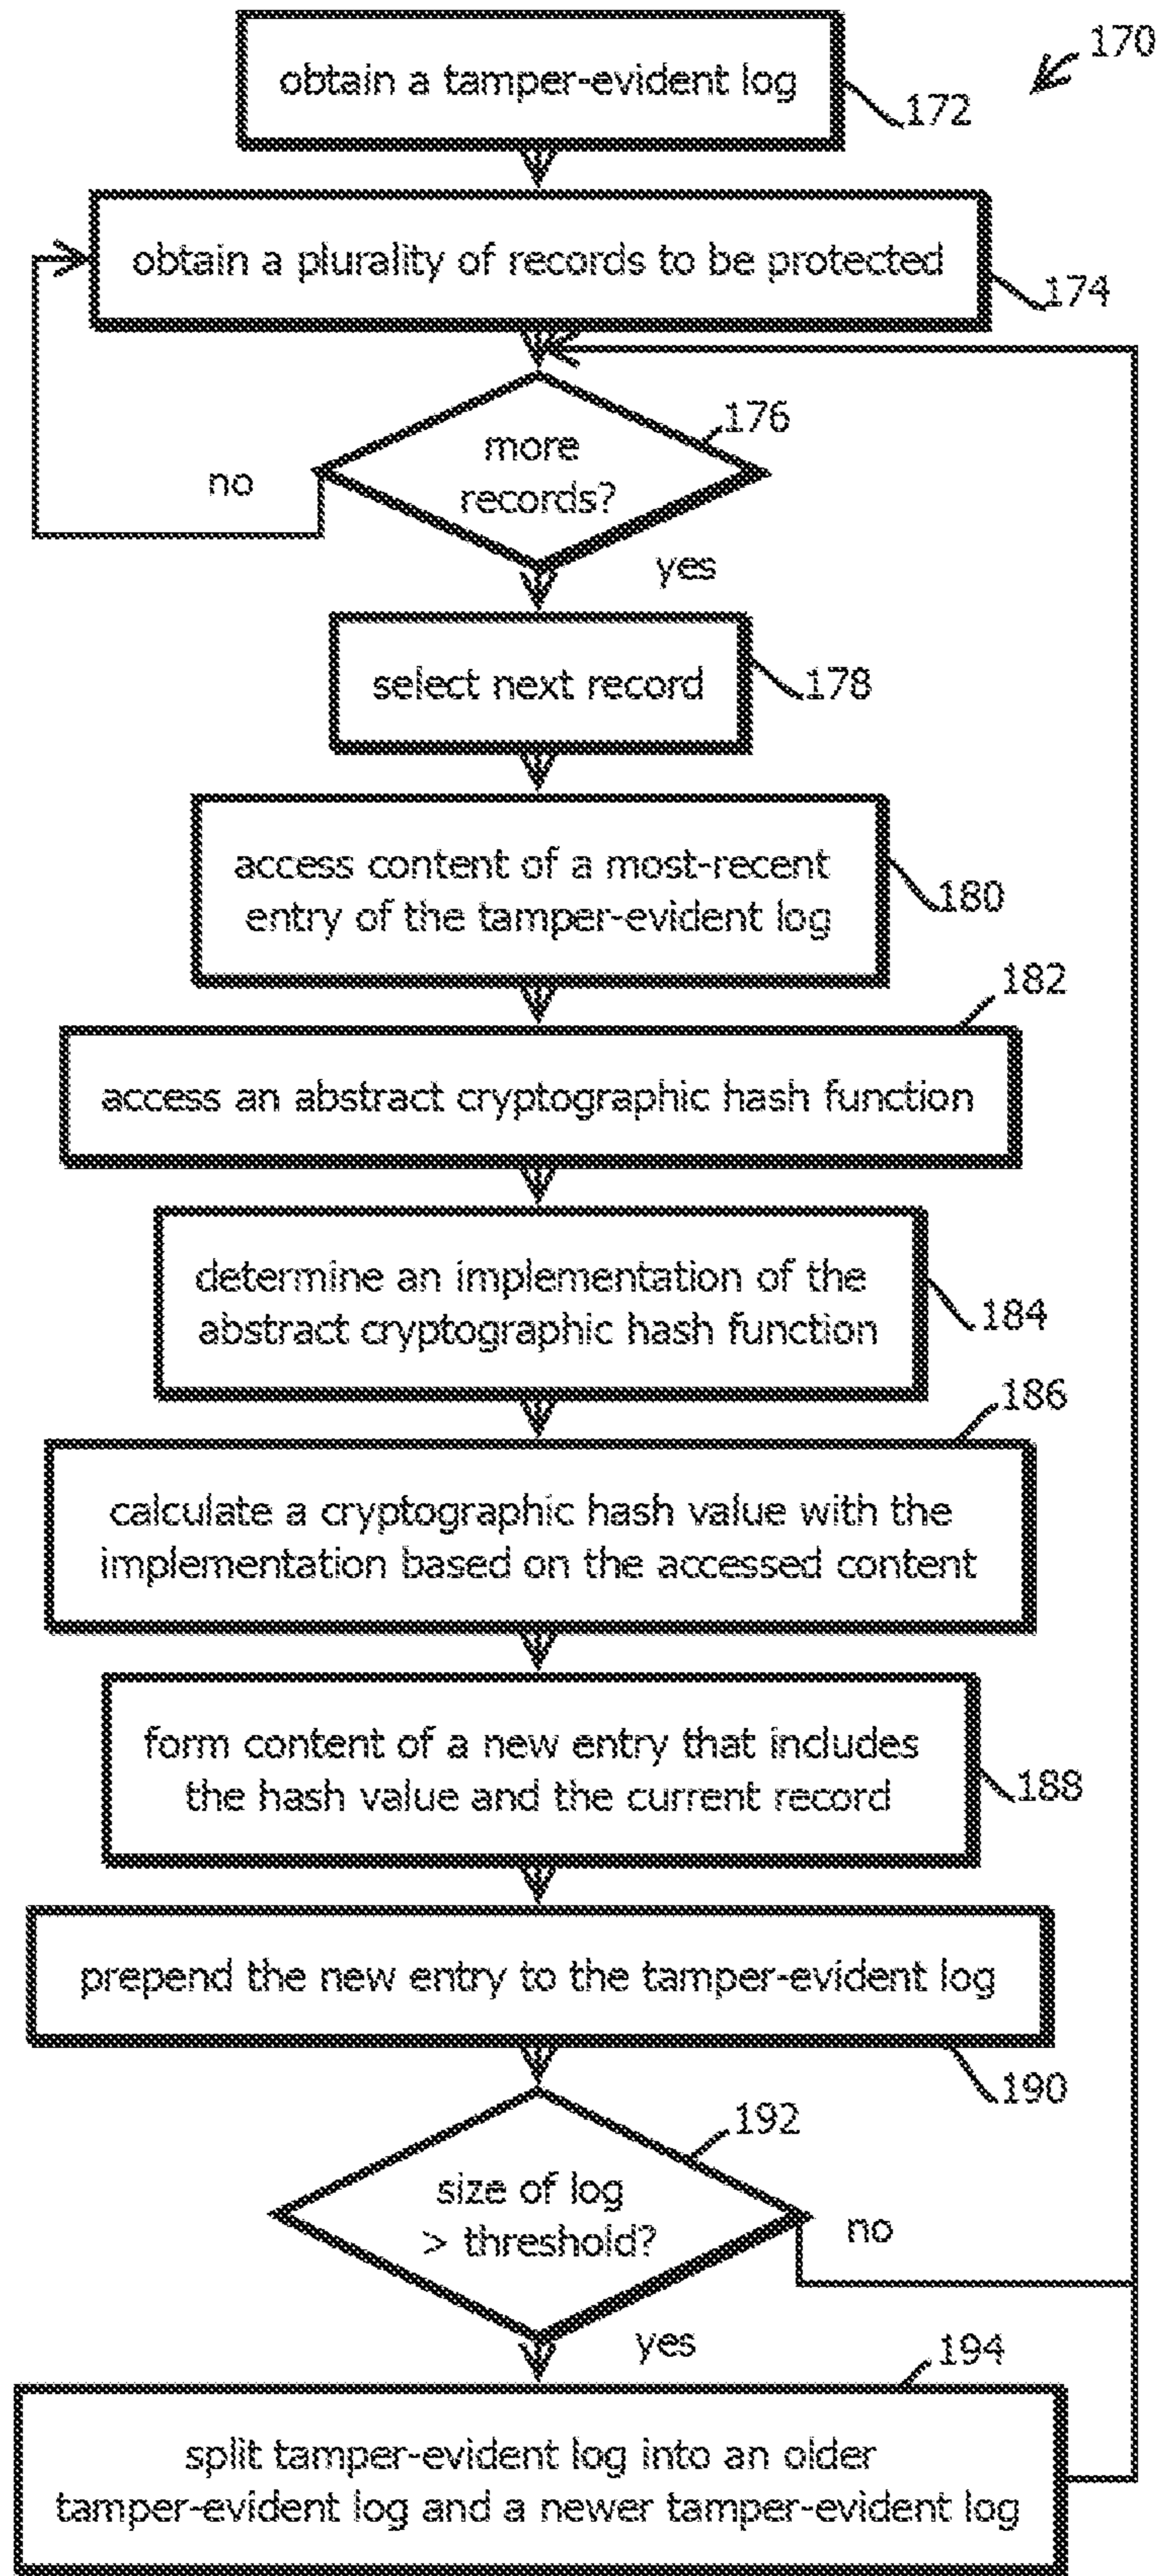 170
obtain a tamper-evident log
172
obtain a plurality of records to be protected
174
176
more
records?
no
yes
select next record
178
access content of a most-recent
entry of the tamper-evident log
180
182
access an abstract cryptographic hash function
determine an implementation of the
abstract cryptographic hash function
184
186
calculate a cryptographic hash value with the
implementation based on the accessed content
form content of a new entry that includes
the hash value and the current record
188
prepend the new entry to the tamper-evident log
190
192
size of log
> threshold?
no
yes
194
split tamper-evident log into an older
tamper-evident log and a newer tamper-evident log